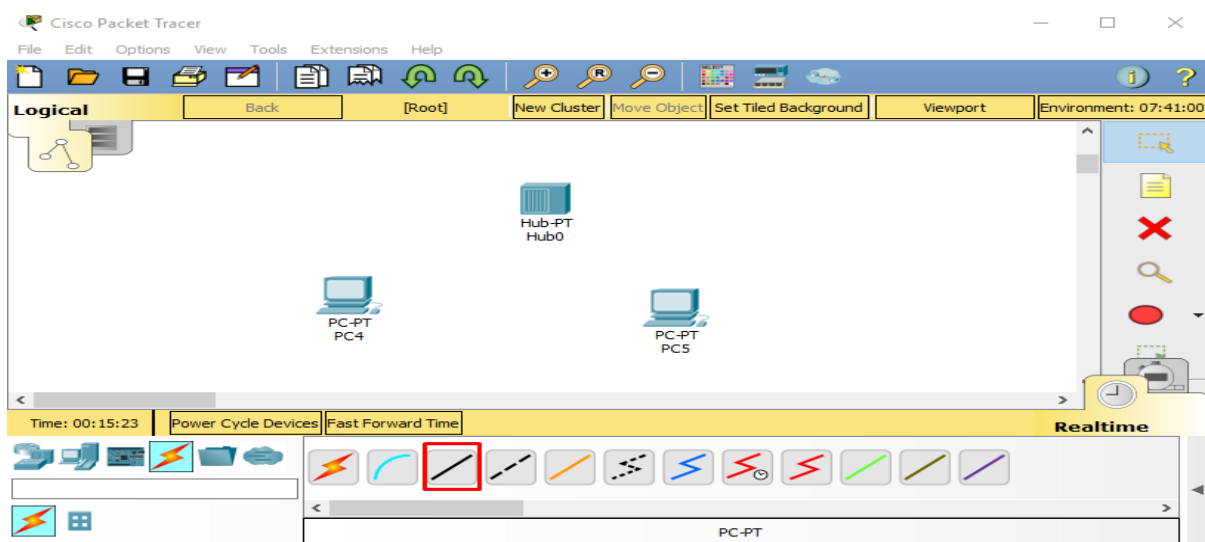 Cisco Packet Tracer
File Edit Options View Tools Extensions Help
R
i ?
Logical Back [Root] New Cluster Move Object Set Tiled Background Viewport Environment: 07:41:00
Hub-PT
Hub0
PC-PT
PC4
PC-PT
PC5
Time: 00:15:23 Power Cycle Devices Fast Forward Time Realtime
PC-PT